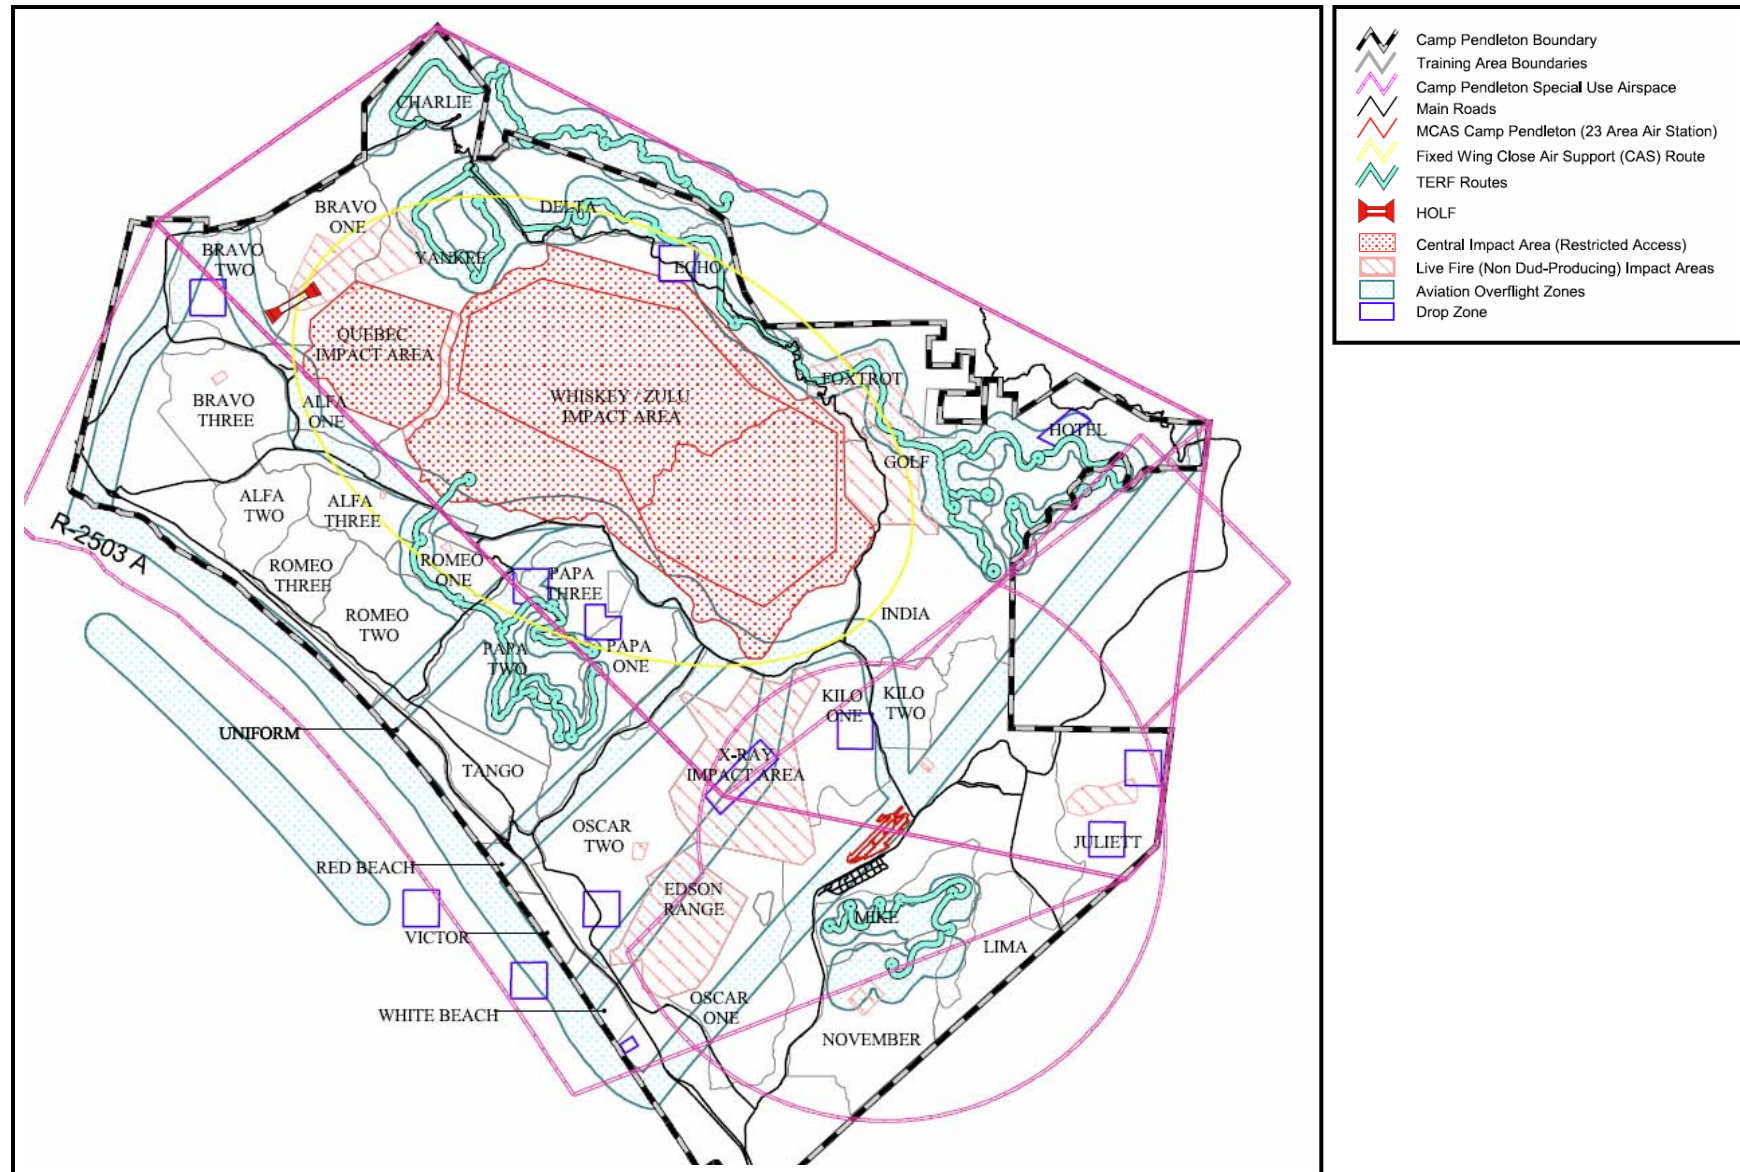 CHARLIE
BRAVO
ONE
DELTA
BRAVO
TWO
YANKEE
ECHO
QUEBEC
IMPACT AREA
FOXTROT
BRAVO
THREE
ALFA
ONE
WHISKEY / ZULU
IMPACT AREA
HOTEL
GOLF
ALFA
TWO
ALFA
THREE
R-2503 A
ROMEO
THREE
ROMEO
ONE
PAPA
THREE
ROMEO
TWO
INDIA
PAPA
TWO
PAPA
ONE
KILO
ONE
KILO
TWO
UNIFORM
TANGO
X-RAY
IMPACT AREA
OSCAR
TWO
JULIETT
RED BEACH
EDSON
RANGE
MIKE
VICTOR
LIMA
WHITE BEACH
OSCAR
ONE
NOVEMBER
Camp Pendleton Boundary
Training Area Boundaries
Camp Pendleton Special Use Airspace
Main Roads
MCAS Camp Pendleton (23 Area Air Station)
Fixed Wing Close Air Support (CAS) Route
TERF Routes
HOLF
Central Impact Area (Restricted Access)
Live Fire (Non Dud-Producing) Impact Areas
Aviation Overflight Zones
Drop Zone